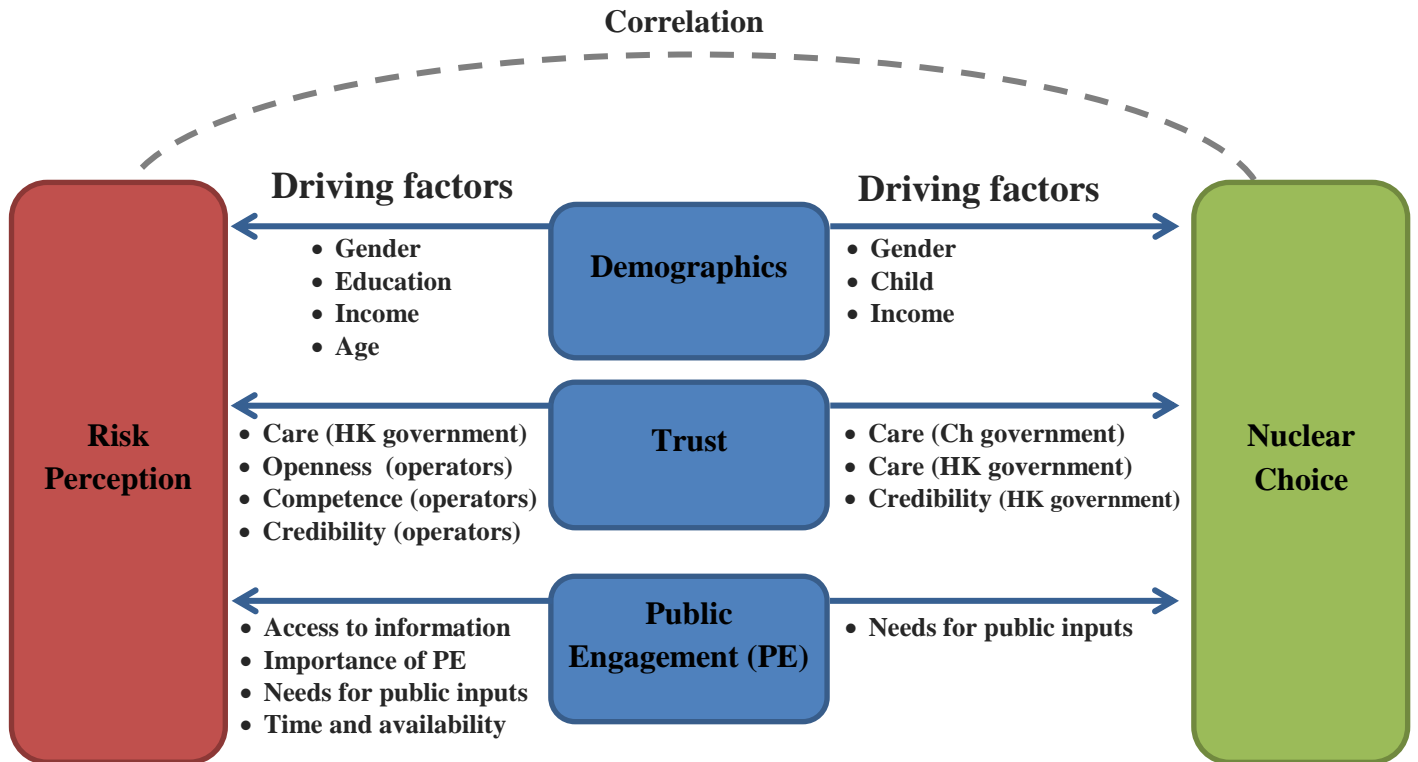 Correlation
Driving factors
Driving factors
Risk
Perception
• Gender
• Education
• Income
• Age
Demographics
• Gender
• Child
• Income
• Care (HK government)
• Openness (operators)
• Competence (operators)
• Credibility (operators)
Trust
• Care (Ch government)
• Care (HK government)
• Credibility (HK government)
• Access to information
• Importance of PE
• Needs for public inputs
• Time and availability
Public
Engagement (PE)
• Needs for public inputs
Nuclear
Choice